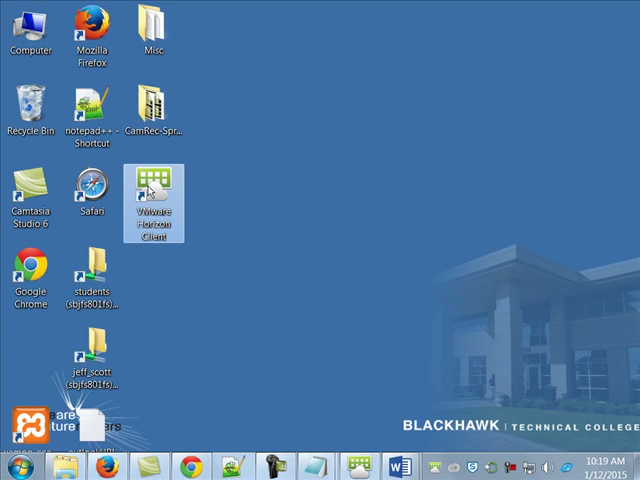 Computer
Mozilla
Firefox
Misc
Recycle Bin
notepad++ -
Shortcut
CamRec-Spr...
Camtasia
Studio 6
Safari
VMware
Horizon
Client
Google
Chrome
students
(sbjfs801fs)...
jeff_scott
(sbjfs801fs)...
BLACKHAWK | TECHNICAL COLLEGE
10:19 AM
1/12/2015